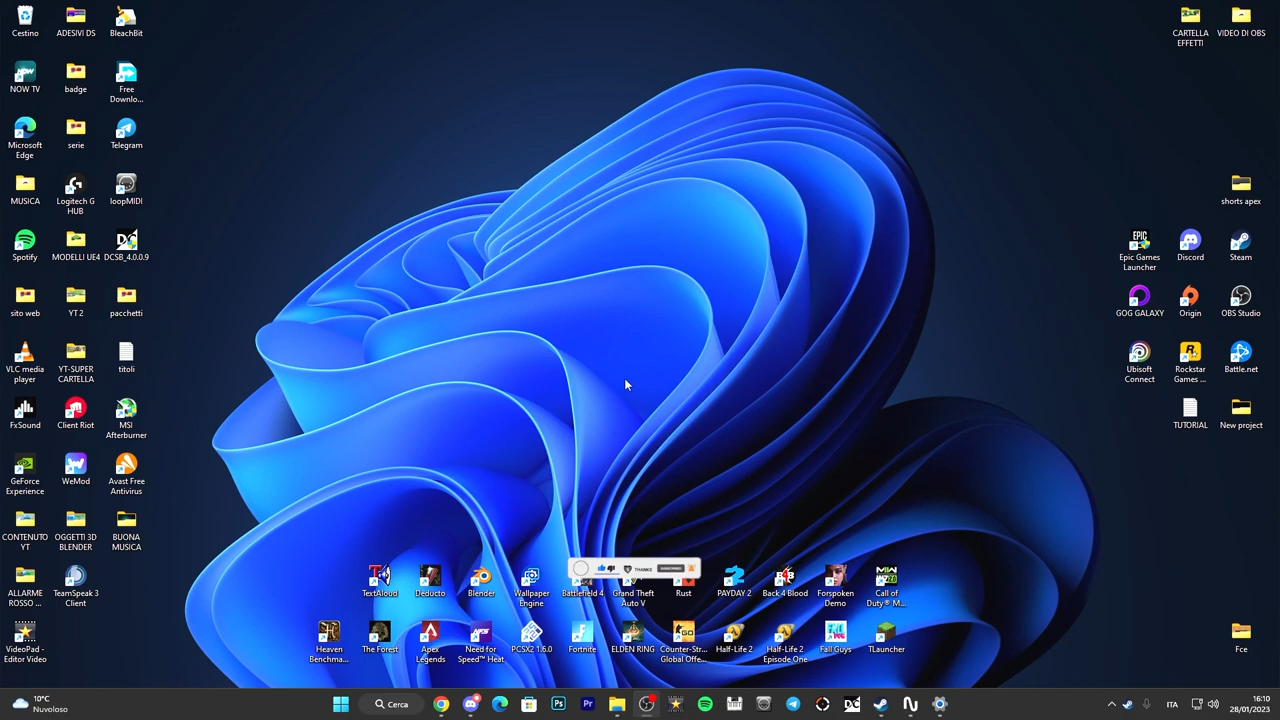 Cestino
ADESIVI DS
BleachBit
CARTELLA
EFFETTI
VIDEO DI OBS
NOW TV
badge
Free
Downlo...
Microsoft
Edge
serie
Telegram
MUSICA
Logitech G
HUB
loopMIDI
shorts apex
Spotify
MODELLI UE4
DCSB_4.0.0.9
Epic Games
Launcher
Discord
Steam
sito web
YT 2
pacchetti
GOG GALAXY
Origin
OBS Studio
VLC media
player
YT-SUPER
CARTELLA
titoli
Ubisoft
Connect
Rockstar
Games ...
Battle.net
FxSound
Client Riot
MSI
Afterburner
TUTORIAL
New project
GeForce
Experience
WeMod
Avast Free
Antivirus
CONTENUTO
YT
OGGETTI 3D
BLENDER
BUONA
MUSICA
THANKS
SUBSCRIBED
ALLARME
ROSSO ...
TeamSpeak 3
Client
TextAloud
Deducto
Blender
Wallpaper
Engine
Battlefield 4
Grand Theft
Auto V
Rust
PAYDAY 2
Back 4 Blood
Forspoken
Demo
Call of
Duty® M...
VideoPad -
Editor Video
Heaven
Benchma...
The Forest
Apex
Legends
Need for
Speed™ Heat
PCSX2 1.6.0
Fortnite
ELDEN RING
Counter-Str...
Global Offe...
Half-Life 2
Half-Life 2
Episode One
Fall Guys
TLauncher
Fce
10°C
Nuvoloso
Cerca
ITA
16:10
28/01/2023